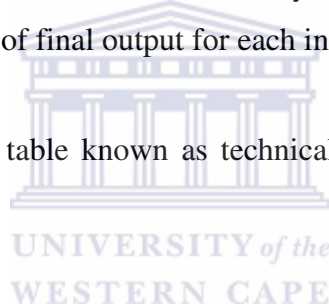 of final output for each in
table known as technical
UNIVERSITY of the
WESTERN CAPE